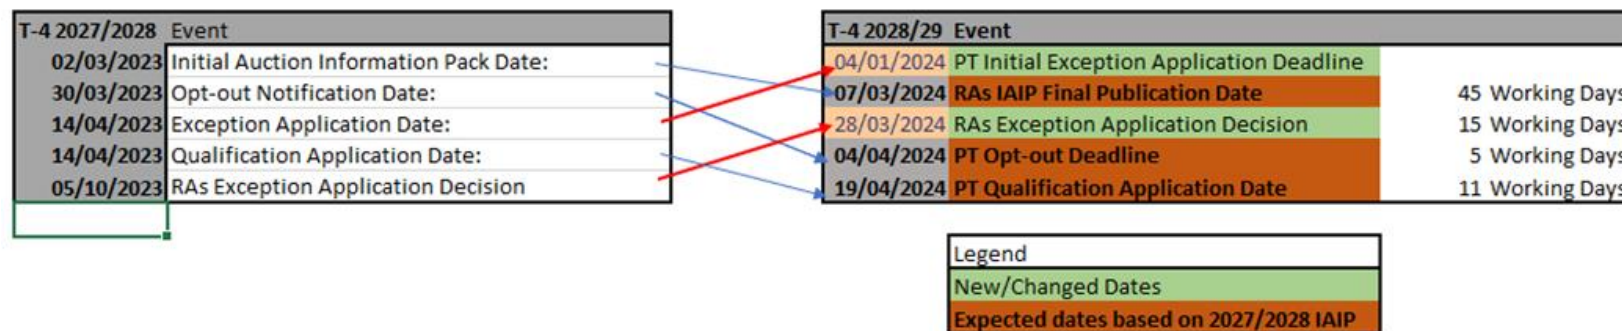 T-4 2027/2028 Event
02/03/2023 Initial Auction Information Pack Date:
30/03/2023 Opt-out Notification Date:
14/04/2023 Exception Application Date:
14/04/2023 Qualification Application Date:
05/10/2023 RAs Exception Application Decision
T-4 2028/29 Event
04/01/2024 PT Initial Exception Application Deadline
07/03/2024 RAs IAIP Final Publication Date 45 Working Days
28/03/2024 RAs Exception Application Decision 15 Working Days
04/04/2024 PT Opt-out Deadline 5 Working Days
19/04/2024 PT Qualification Application Date 11 Working Days
Legend
New/Changed Dates
Expected dates based on 2027/2028 IAIP